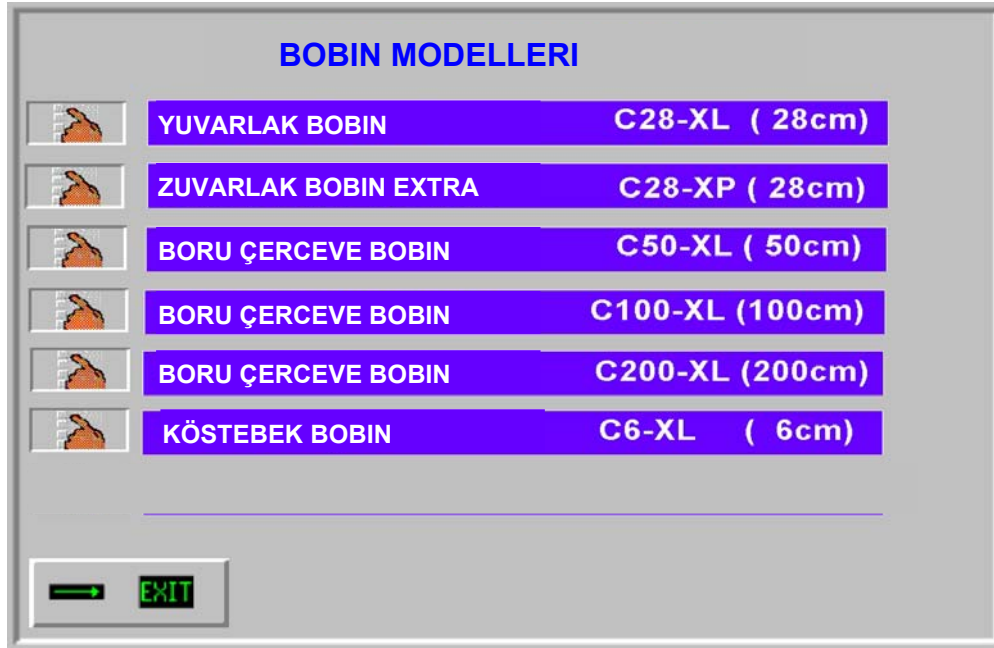 BOBIN MODELLERI
YUVARLAK BOBIN C28-XL ( 28cm)
ZUVARLAK BOBIN EXTRA C28-XP ( 28cm)
BORU ÇERCEVE BOBIN C50-XL ( 50cm)
BORU ÇERCEVE BOBIN C100-XL (100cm)
BORU ÇERCEVE BOBIN C200-XL (200cm)
KÖSTEBEK BOBIN C6-XL ( 6cm)
EXIT